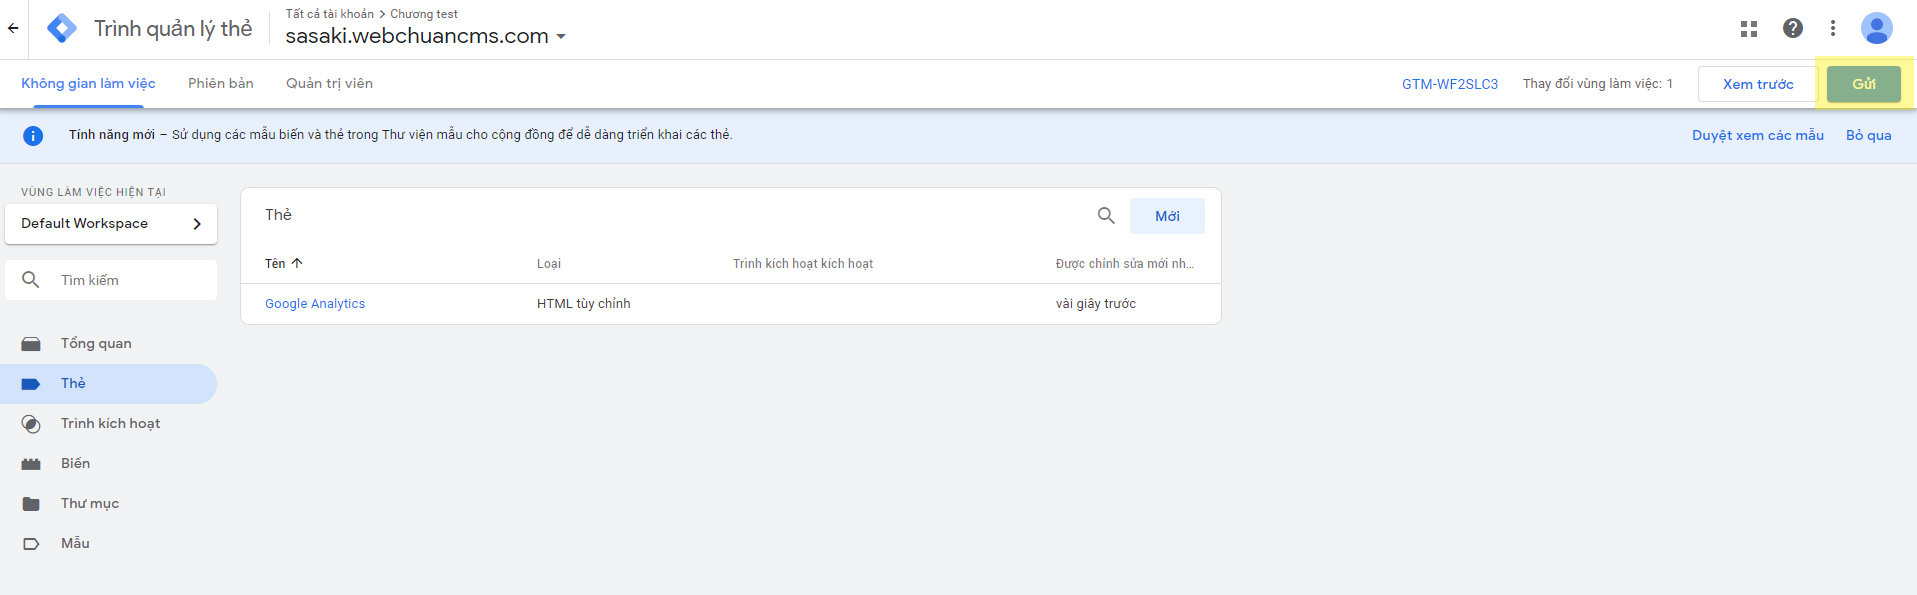 Tất cả tài khoản > Chương test
Trình quản lý thẻ
sasaki.webchuancms.com
Không gian làm việc Phiên bản Quản trị viên GTM-WF2SLC3 Thay đổi vùng làm việc: 1 Xem trước Gửi
Tính năng mới – Sử dụng các mẫu biến và thẻ trong Thư viện mẫu cho cộng đồng để dễ dàng triển khai các thẻ. Duyệt xem các mẫu Bỏ qua
VÙNG LÀM VIỆC HIỆN TẠI
Default Workspace
Tìm kiếm
Tổng quan
Thẻ
Trình kích hoạt
Biến
Thư mục
Mẫu
Thẻ Mới
Tên Loại Trình kích hoạt kích hoạt Được chỉnh sửa mới nh...
Google Analytics HTML tùy chỉnh vài giây trước